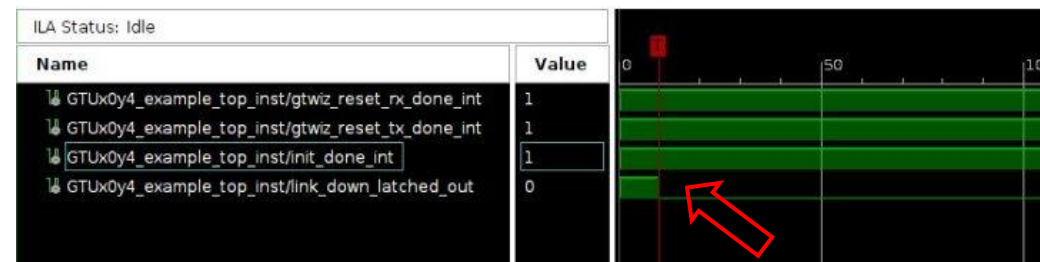 ILA Status: Idle
Name Value
0 50 10
GTUx0y4_example_top_inst/gtwiz_reset_rx_done_int 1
GTUx0y4_example_top_inst/gtwiz_reset_tx_done_int 1
GTUx0y4_example_top_inst/init_done_int 1
GTUx0y4_example_top_inst/link_down_latched_out 0